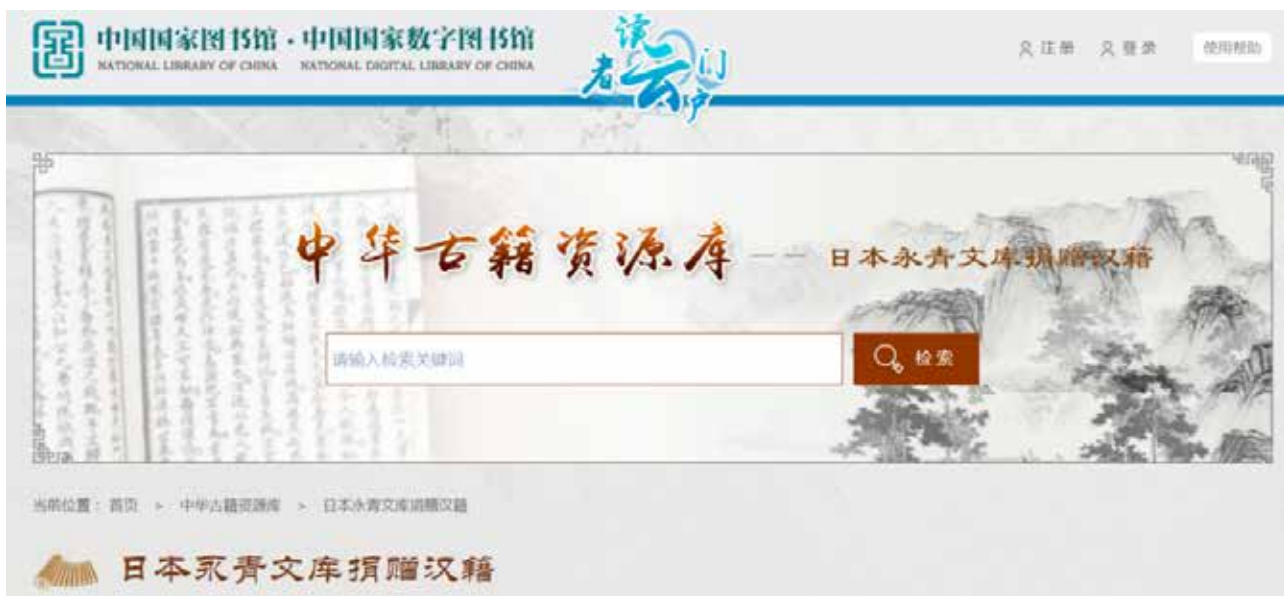 中国国家图书馆·中国国家数字图书馆
NATIONAL LIBRARY OF CHINA NATIONAL DIGITAL LIBRARY OF CHINA
读者云门户
注册 登录 使用帮助
中华古籍资源库——日本永青文库捐赠汉籍
请输入检索关键词
检索
当前位置：首页 > 中华古籍资源库 > 日本永青文库捐赠汉籍
日本永青文库捐赠汉籍